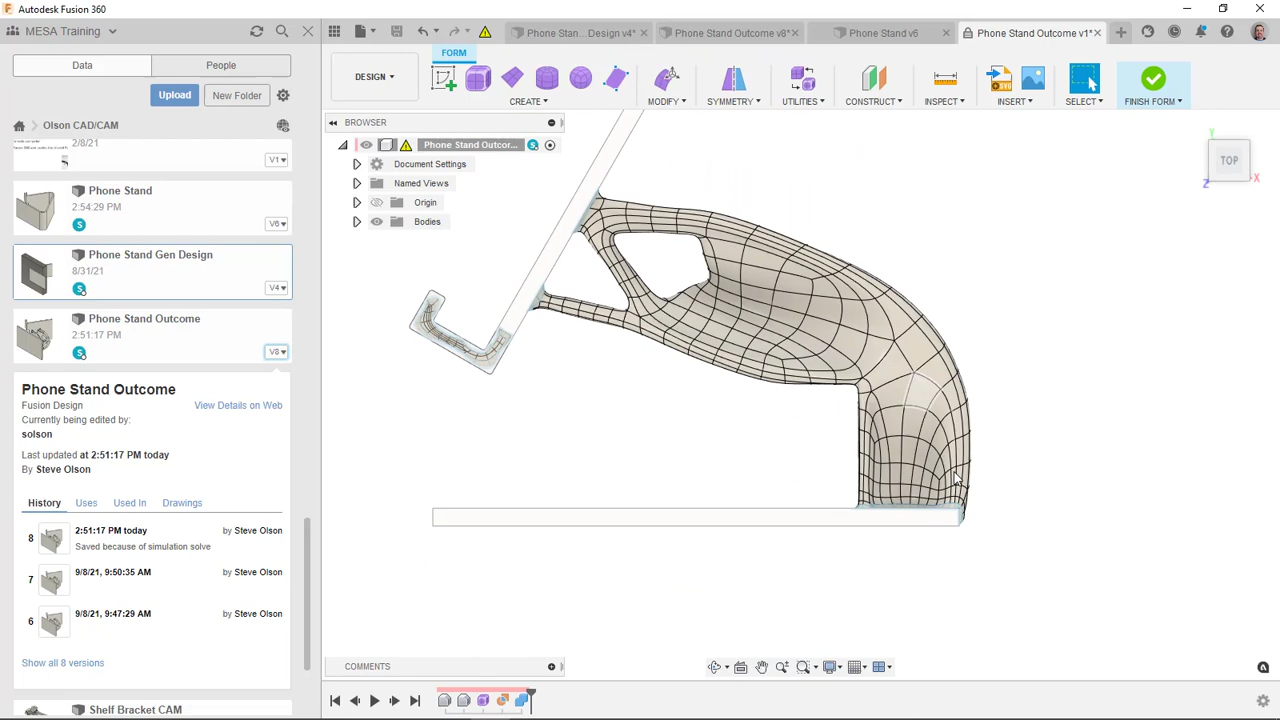 Autodesk Fusion 360
MESA Training
Phone Stan... Design v4*
Phone Stand Outcome v8*
Phone Stand v6
Phone Stand Outcome v1*
Data
People
FORM
Upload
New Folder
DESIGN
CREATE
MODIFY
SYMMETRY
UTILITIES
CONSTRUCT
INSPECT
INSERT
SELECT
FINISH FORM
SVG
Olson CAD/CAM
BROWSER
2/8/21
V1
Phone Stand Outcor...
Document Settings
Named Views
Origin
Bodies
TOP
Y
X
Z
Phone Stand
2:54:29 PM
V6
Phone Stand Gen Design
8/31/21
V4
Phone Stand Outcome
2:51:17 PM
V8
Phone Stand Outcome
Fusion Design
View Details on Web
Currently being edited by:
solson
Last updated at 2:51:17 PM today
By Steve Olson
History
Uses
Used In
Drawings
8
2:51:17 PM today
by Steve Olson
Saved because of simulation solve
7
9/8/21, 9:50:35 AM
by Steve Olson
6
9/8/21, 9:47:29 AM
by Steve Olson
Show all 8 versions
COMMENTS
Shelf Bracket CAM